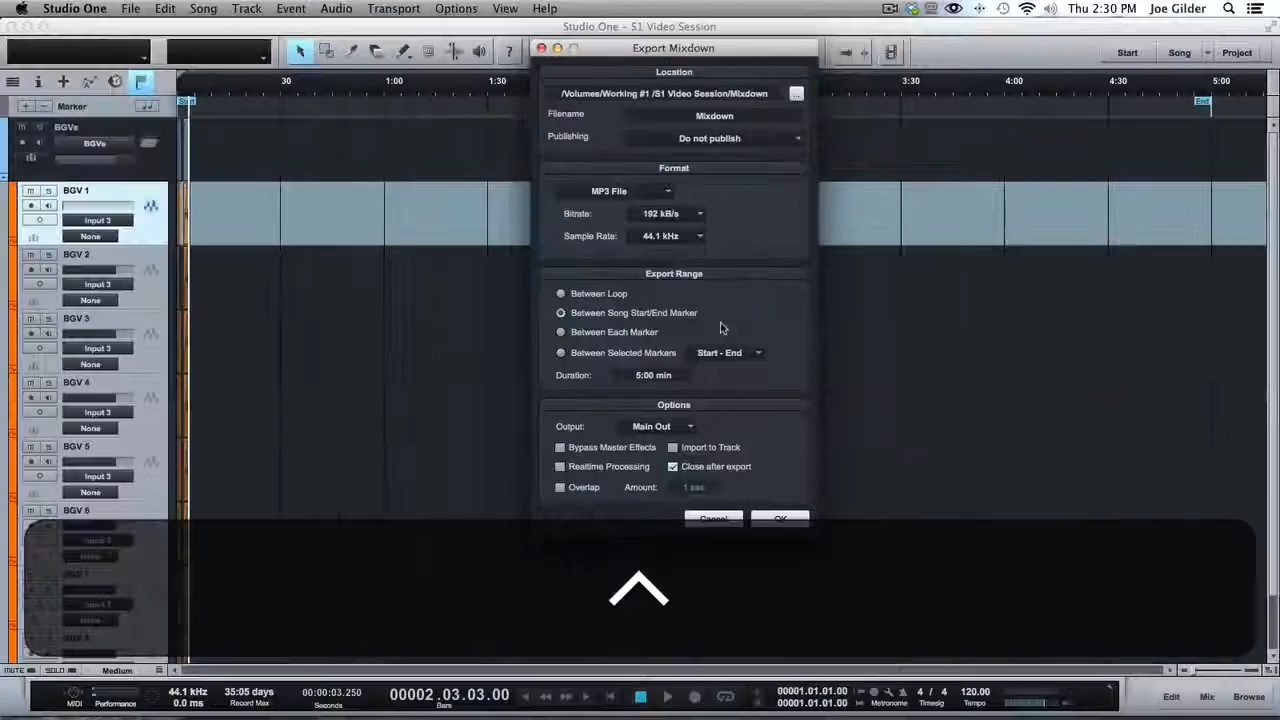 Studio One File Edit Song Track Event Audio Transport Options View Help Thu 2:30 PM Joe Gilder
Studio One - S1 Video Session
Export Mixdown
? Start Song Project
Location
30 1:00 1:30 3:30 4:00 4:30 5:00
/Volumes/Working #1 /S1 Video Session/Mixdown ...
Marker
Start End
Filename Mixdown
BGVs
Publishing Do not publish
BGVs
Format
BGV 1
MP3 File
Bitrate: 192 kB/s
Input 3
Sample Rate: 44.1 kHz
None
BGV 2
Export Range
Input 3
Between Loop
None
Between Song Start/End Marker
BGV 3
Between Each Marker
Input 3
Between Selected Markers Start - End
None
Duration: 5:00 min
BGV 4
Options
Input 3
Output: Main Out
None
BGV 5
Bypass Master Effects Import to Track
Realtime Processing Close after export
Input 3
Overlap Amount: 1 sec
None
BGV 6
Cancel OK
MUTE SOLO Medium
MIDI Performance
44.1 kHz
0.0 ms
35:05 days
Record Max
00:00:03.250
Seconds
00002.03.03.00
Bars
00001.01.01.00
00001.01.01.00
Metronome
4 / 4
Timesig
120.00
Tempo
Edit Mix Browse